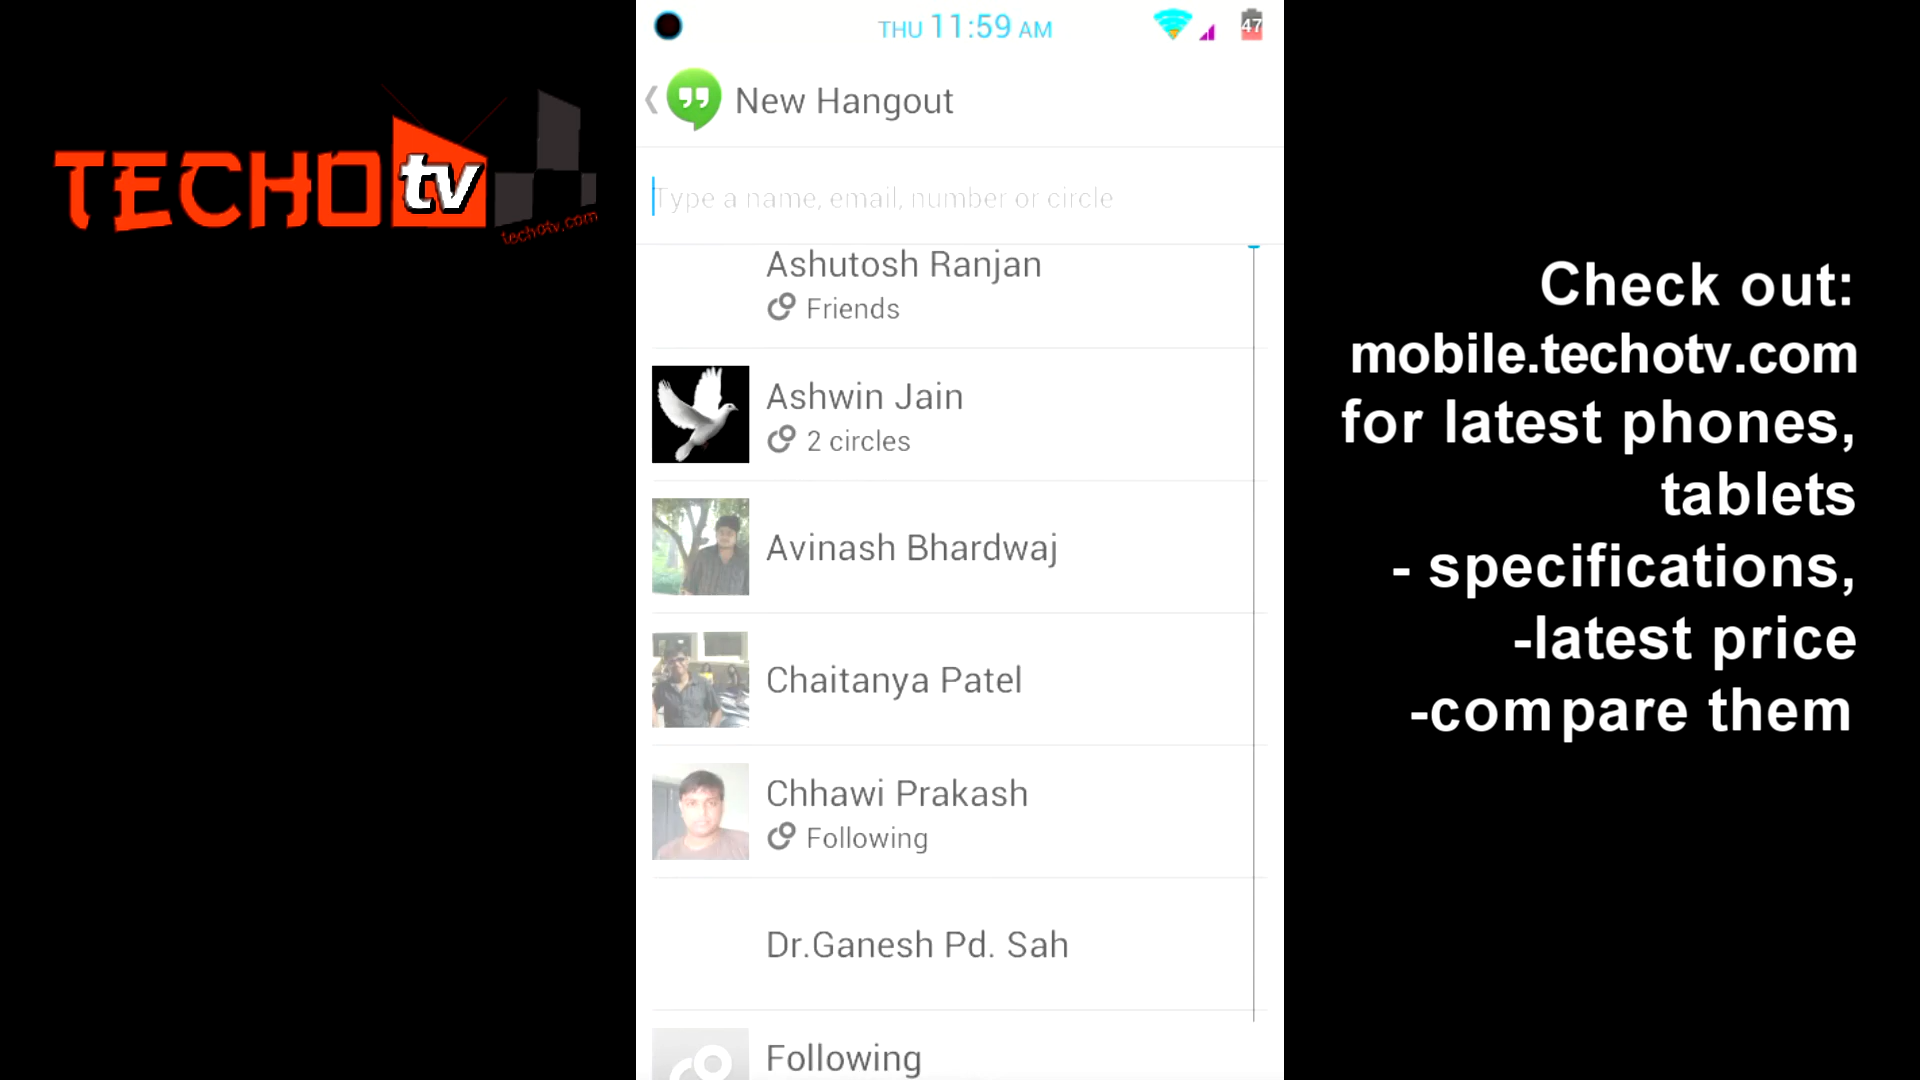 TECHO tv
techotv.com
THU 11:59 AM
47
New Hangout
Type a name, email, number or circle
Ashutosh Ranjan
Friends
Ashwin Jain
2 circles
Avinash Bhardwaj
Chaitanya Patel
Chhawi Prakash
Following
Dr.Ganesh Pd. Sah
Following
Check out:
mobile.techotv.com
for latest phones,
tablets
- specifications,
-latest price
-compare them